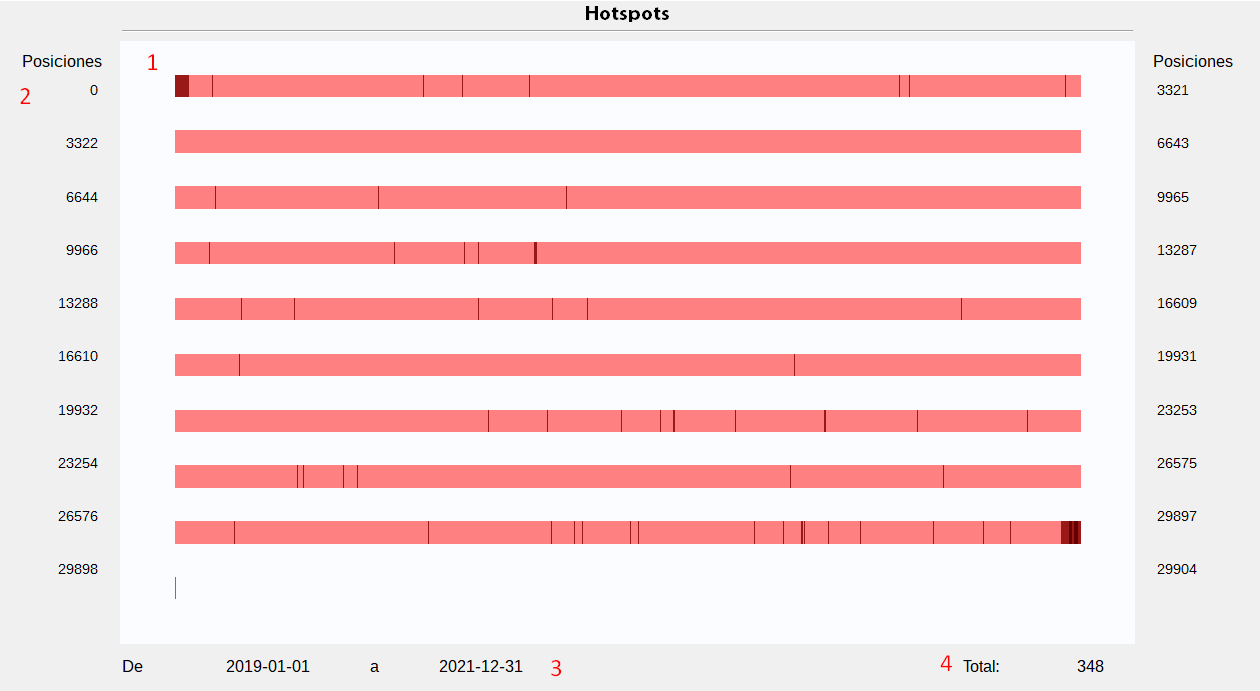 Hotspots
Posiciones 1 Posiciones
2 0 3321
3322 6643
6644 9965
9966 13287
13288 16609
16610 19931
19932 23253
23254 26575
26576 29897
29898 29904
De 2019-01-01 a 2021-12-31 3 4 Total: 348